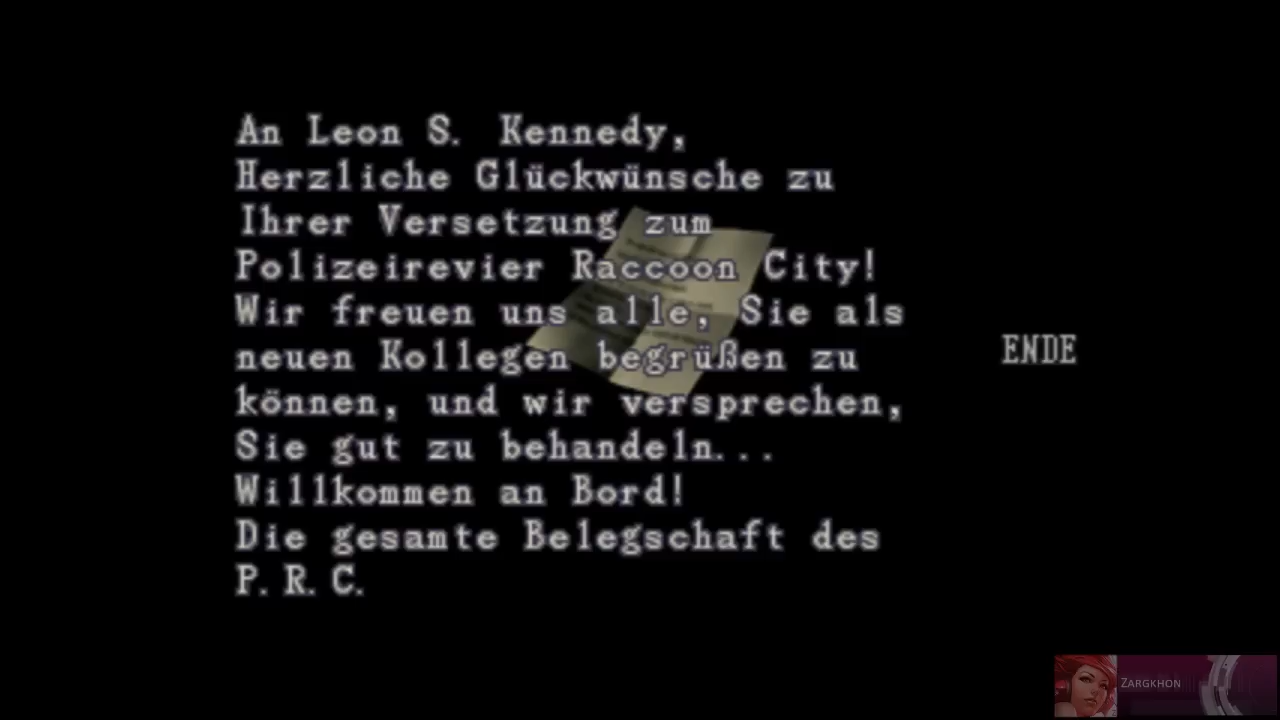 An Leon S. Kennedy,
Herzliche Glückwünsche zu
Ihrer Versetzung zum
Polizeirevier Raccoon City!
Wir freuen uns alle, Sie als
neuen Kollegen begrüßen zu
können, und wir versprechen,
Sie gut zu behandeln...
Willkommen an Bord!
Die gesamte Belegschaft des
P.R.C.
ENDE
ZARGKHON